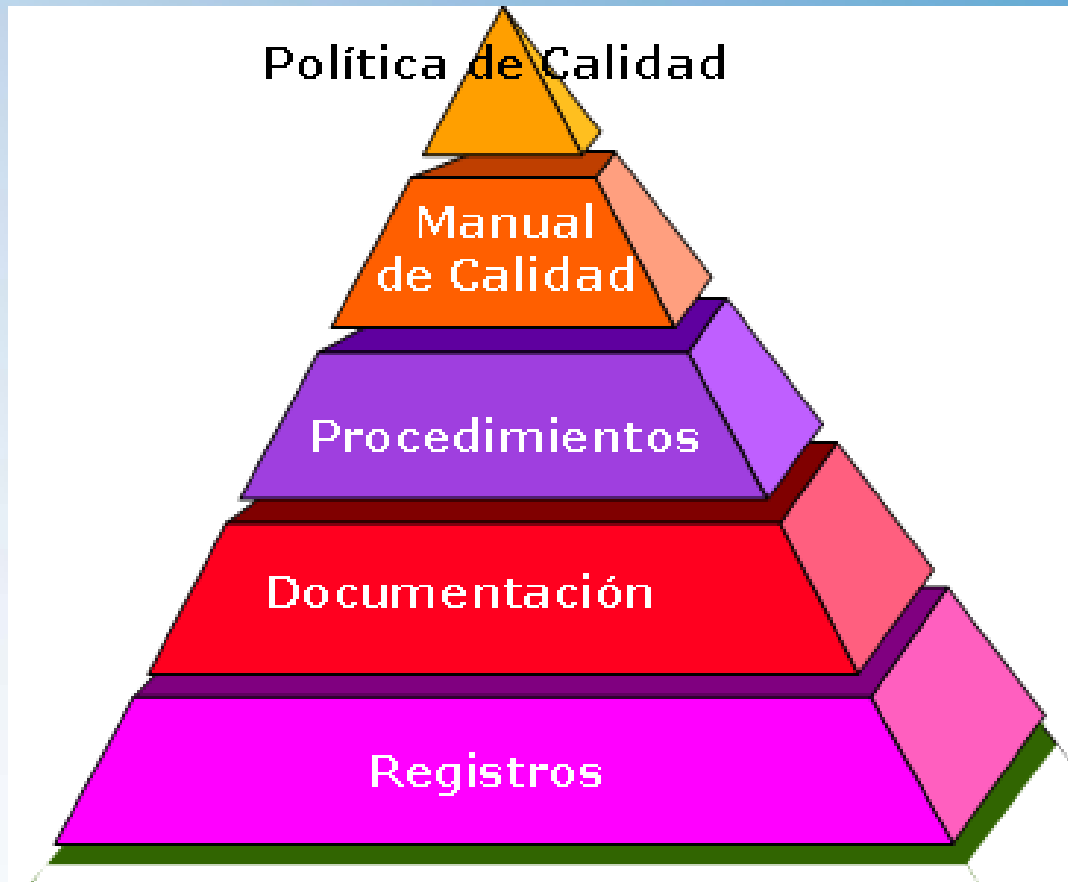 Política de Calidad
Manual
de Calidad
Procedimientos
Documentación
Registros